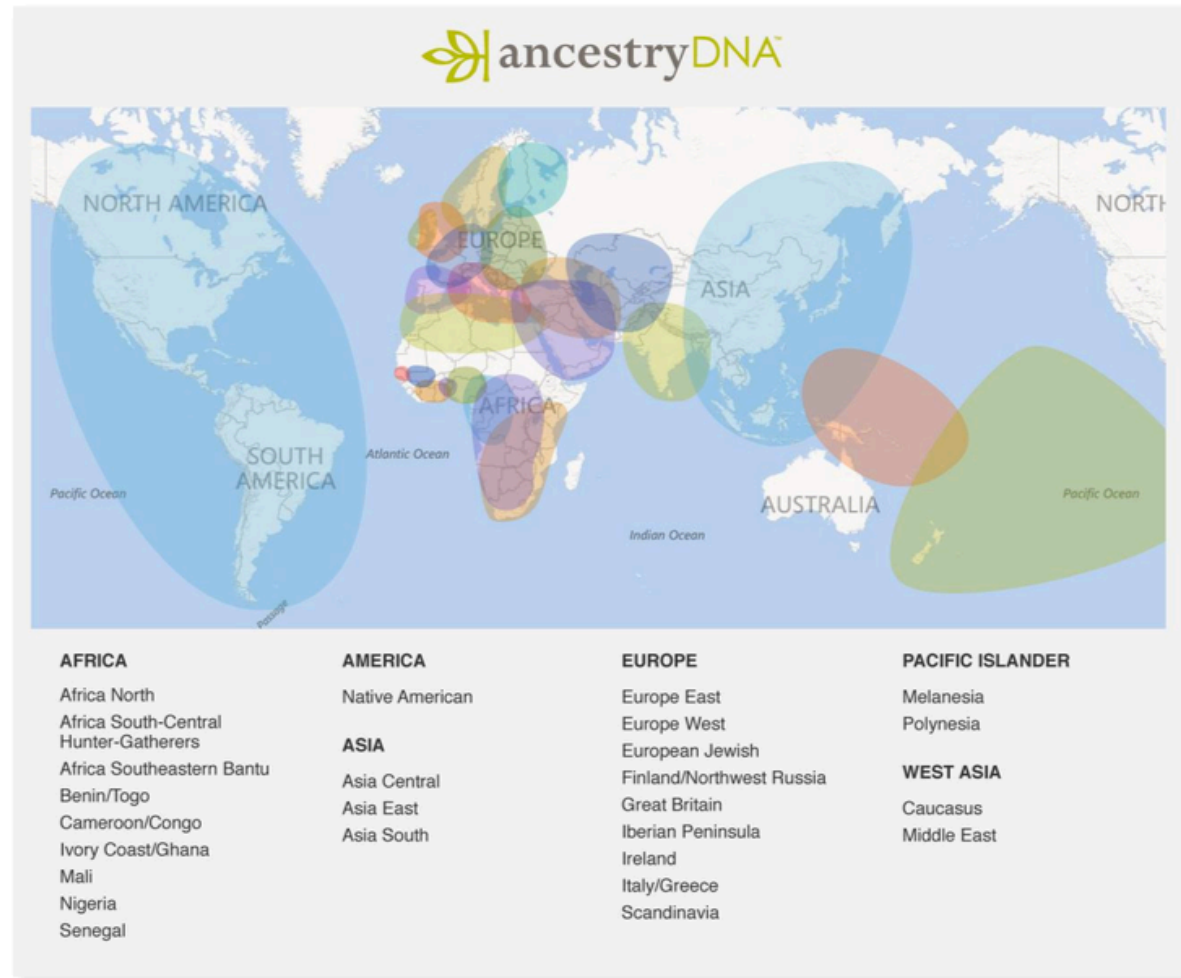 ancestryDNA™
NORTH AMERICA
NORTH
EUROPE
ASIA
AFRICA
Atlantic Ocean
SOUTH
AMERICA
Pacific Ocean
Pacific Ocean
AUSTRALIA
Indian Ocean
Passage
AFRICA
Africa North
Africa South-Central
Hunter-Gatherers
Africa Southeastern Bantu
Benin/Togo
Cameroon/Congo
Ivory Coast/Ghana
Mali
Nigeria
Senegal
AMERICA
Native American
ASIA
Asia Central
Asia East
Asia South
EUROPE
Europe East
Europe West
European Jewish
Finland/Northwest Russia
Great Britain
Iberian Peninsula
Ireland
Italy/Greece
Scandinavia
PACIFIC ISLANDER
Melanesia
Polynesia
WEST ASIA
Caucasus
Middle East